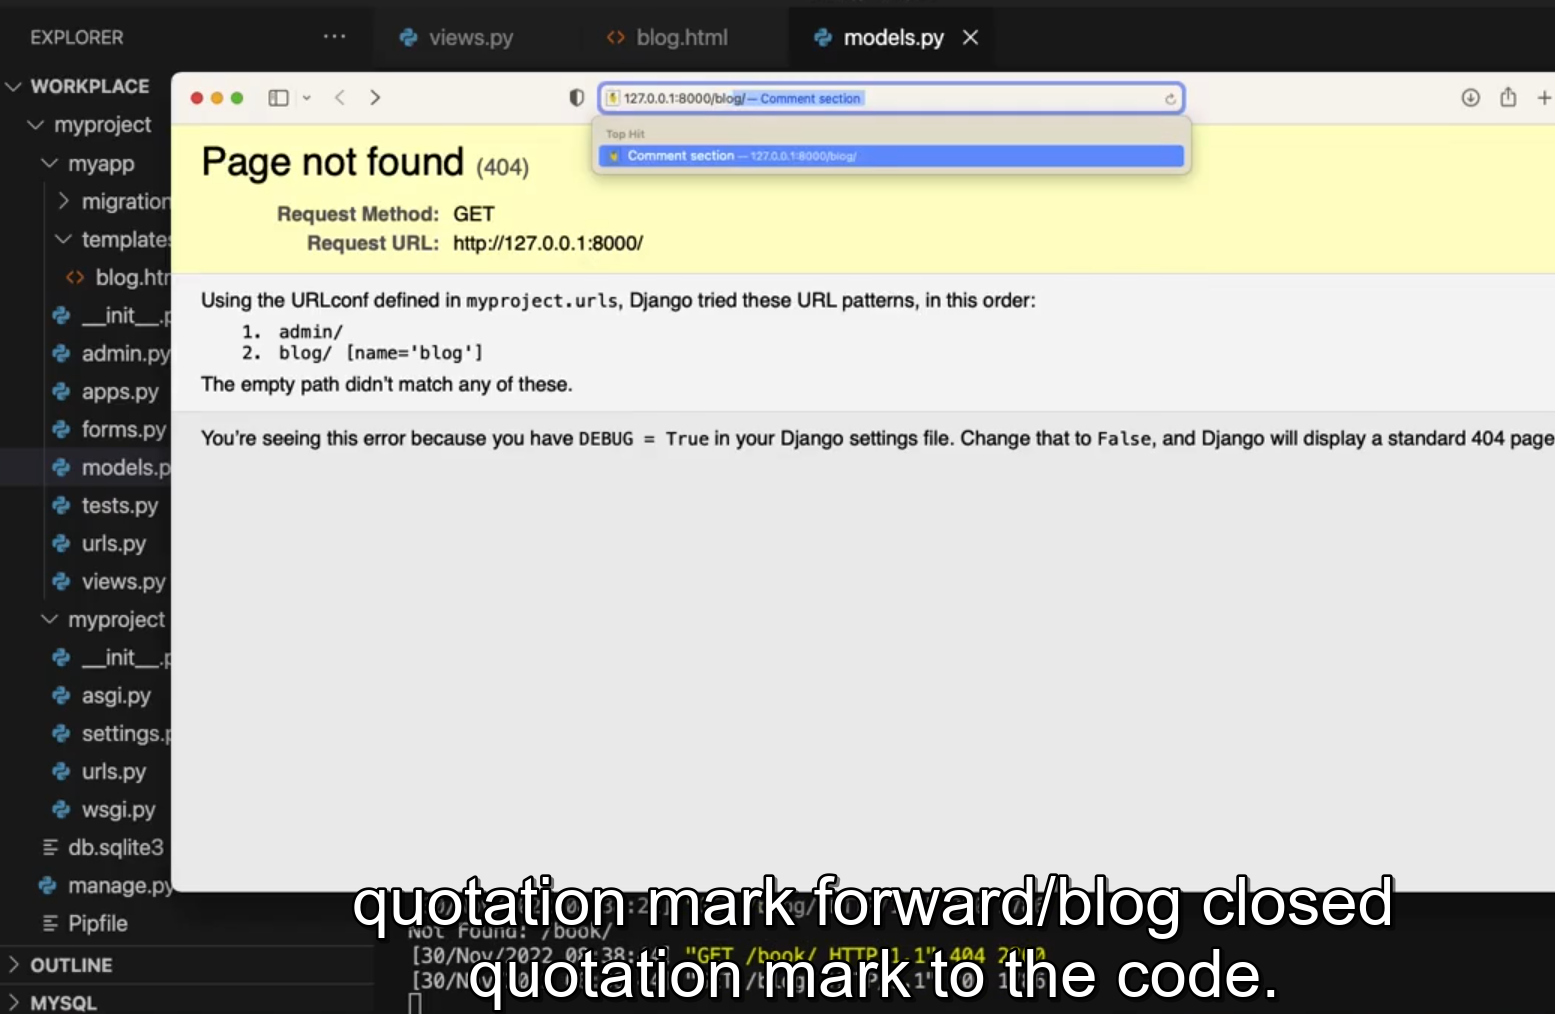 EXPLORER
views.py
blog.html
models.py
WORKPLACE
myproject
myapp
migration
templates
blog.htm
__init__.p
admin.py
apps.py
forms.py
models.p
tests.py
urls.py
views.py
myproject
__init__.p
asgi.py
settings.p
urls.py
wsgi.py
db.sqlite3
manage.py
Pipfile
OUTLINE
MYSQL
127.0.0.1:8000/blog/ — Comment section
Top Hit
Comment section — 127.0.0.1:8000/blog/
Page not found (404)
Request Method: GET
Request URL: http://127.0.0.1:8000/
Using the URLconf defined in myproject.urls, Django tried these URL patterns, in this order:
1. admin/
2. blog/ [name='blog']
The empty path didn't match any of these.
You're seeing this error because you have DEBUG = True in your Django settings file. Change that to False, and Django will display a standard 404 page
Not Found: /book/
[30/Nov/2022 08:38: "GET /book/ HTTP/1.1" 404
quotation mark forward/blog closed
quotation mark to the code.